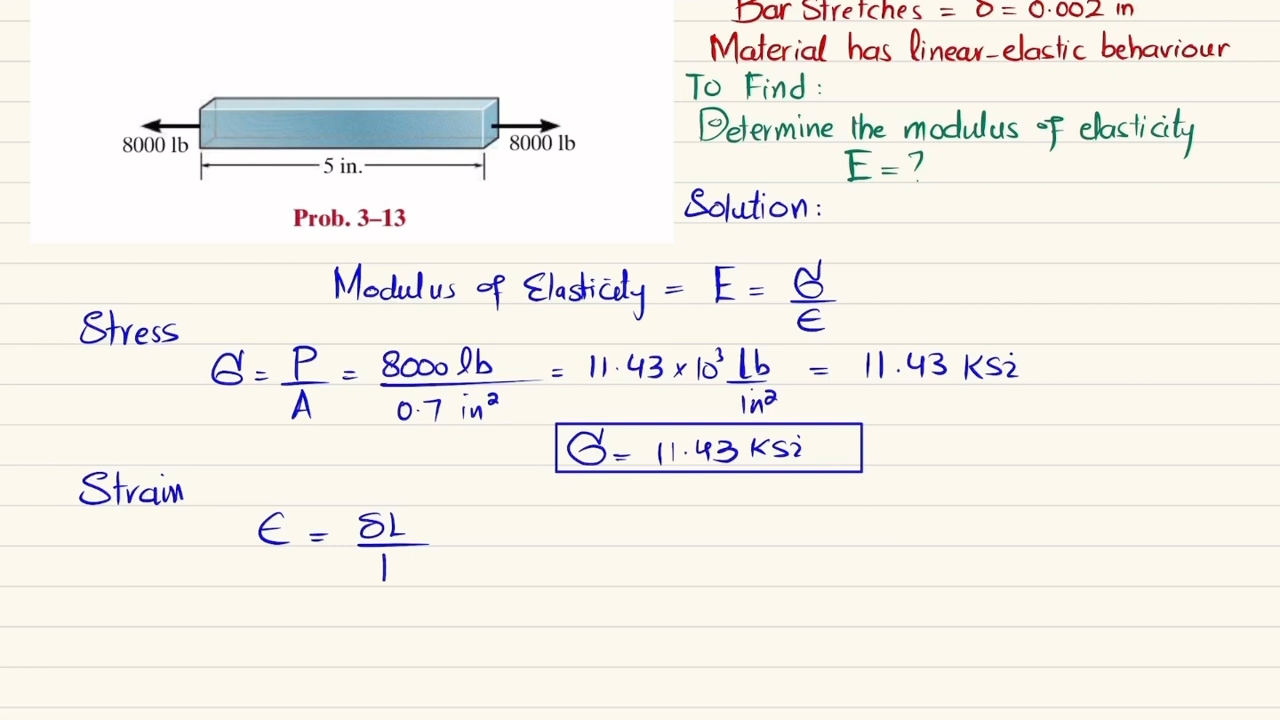 Bar Stretches = δ = 0.002 in
Material has linear-elastic behaviour
To Find:
Determine the modulus of elasticity
E = ?
Solution:
8000 lb
8000 lb
5 in.
Prob. 3–13
Modulus of Elasticity = E = σ/ϵ
Stress
σ = P/A = 8000 lb/0.7 in² = 11.43 × 10³ lb/in² = 11.43 Ksi
σ = 11.43 Ksi
Strain
ϵ = δL/